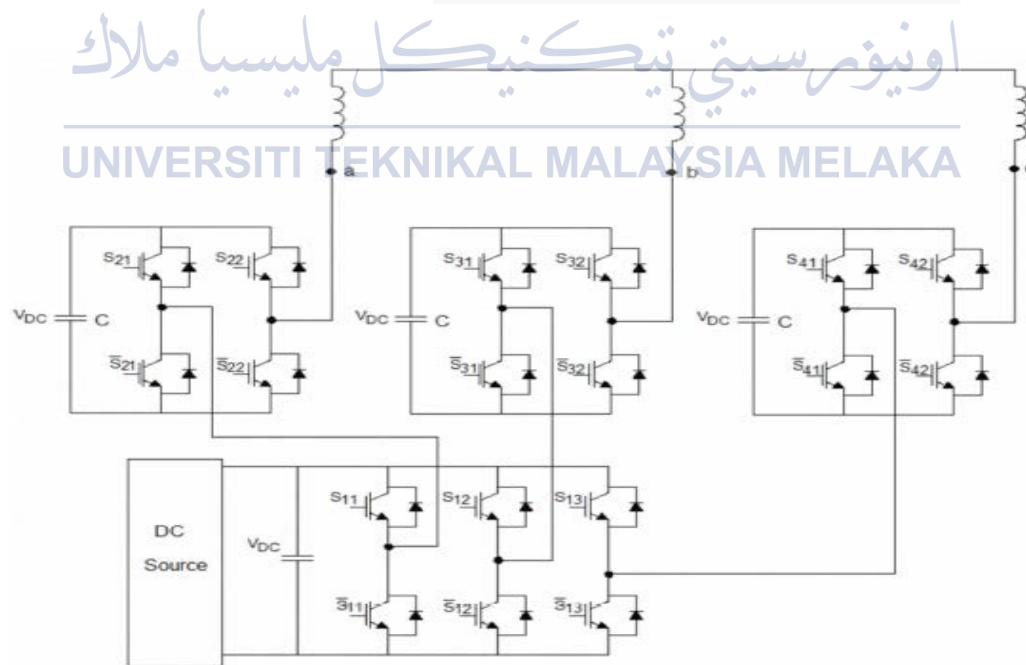 اونيۏرسيتي تيكنيكل مليسيا ملاك
UNIVERSITI TEKNIKAL MALAYSIA MELAKA
a
b
S21
S22
VDC
C
S̅21
S̅22
S31
S32
VDC
C
S̅31
S̅32
S41
S42
VDC
C
S̅41
S̅42
DC
Source
VDC
S11
S12
S13
S̅11
S̅12
S̅13